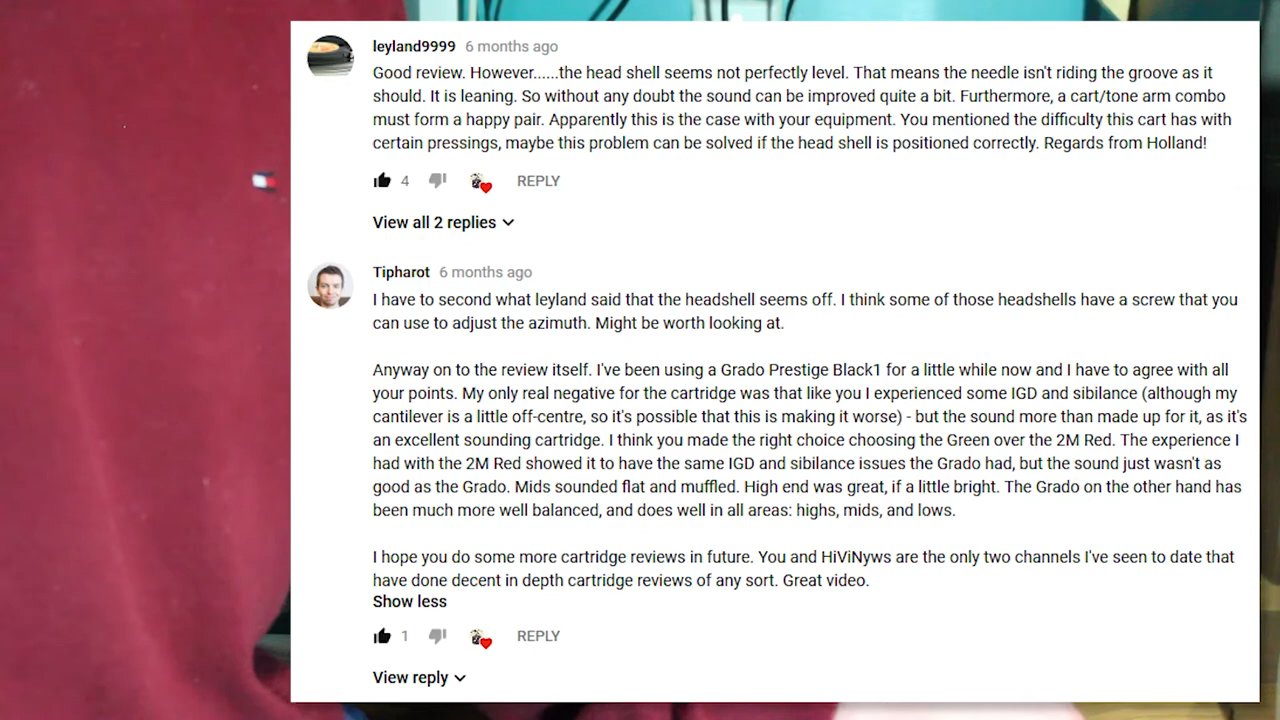 leyland9999 6 months ago
Good review. However......the head shell seems not perfectly level. That means the needle isn't riding the groove as it
should. It is leaning. So without any doubt the sound can be improved quite a bit. Furthermore, a cart/tone arm combo
must form a happy pair. Apparently this is the case with your equipment. You mentioned the difficulty this cart has with
certain pressings, maybe this problem can be solved if the head shell is positioned correctly. Regards from Holland!
4 REPLY
View all 2 replies
Tipharot 6 months ago
I have to second what leyland said that the headshell seems off. I think some of those headshells have a screw that you
can use to adjust the azimuth. Might be worth looking at.
Anyway on to the review itself. I've been using a Grado Prestige Black1 for a little while now and I have to agree with all
your points. My only real negative for the cartridge was that like you I experienced some IGD and sibilance (although my
cantilever is a little off-centre, so it's possible that this is making it worse) - but the sound more than made up for it, as it's
an excellent sounding cartridge. I think you made the right choice choosing the Green over the 2M Red. The experience I
had with the 2M Red showed it to have the same IGD and sibilance issues the Grado had, but the sound just wasn't as
good as the Grado. Mids sounded flat and muffled. High end was great, if a little bright. The Grado on the other hand has
been much more well balanced, and does well in all areas: highs, mids, and lows.
I hope you do some more cartridge reviews in future. You and HiViNyws are the only two channels I've seen to date that
have done decent in depth cartridge reviews of any sort. Great video.
Show less
1 REPLY
View reply